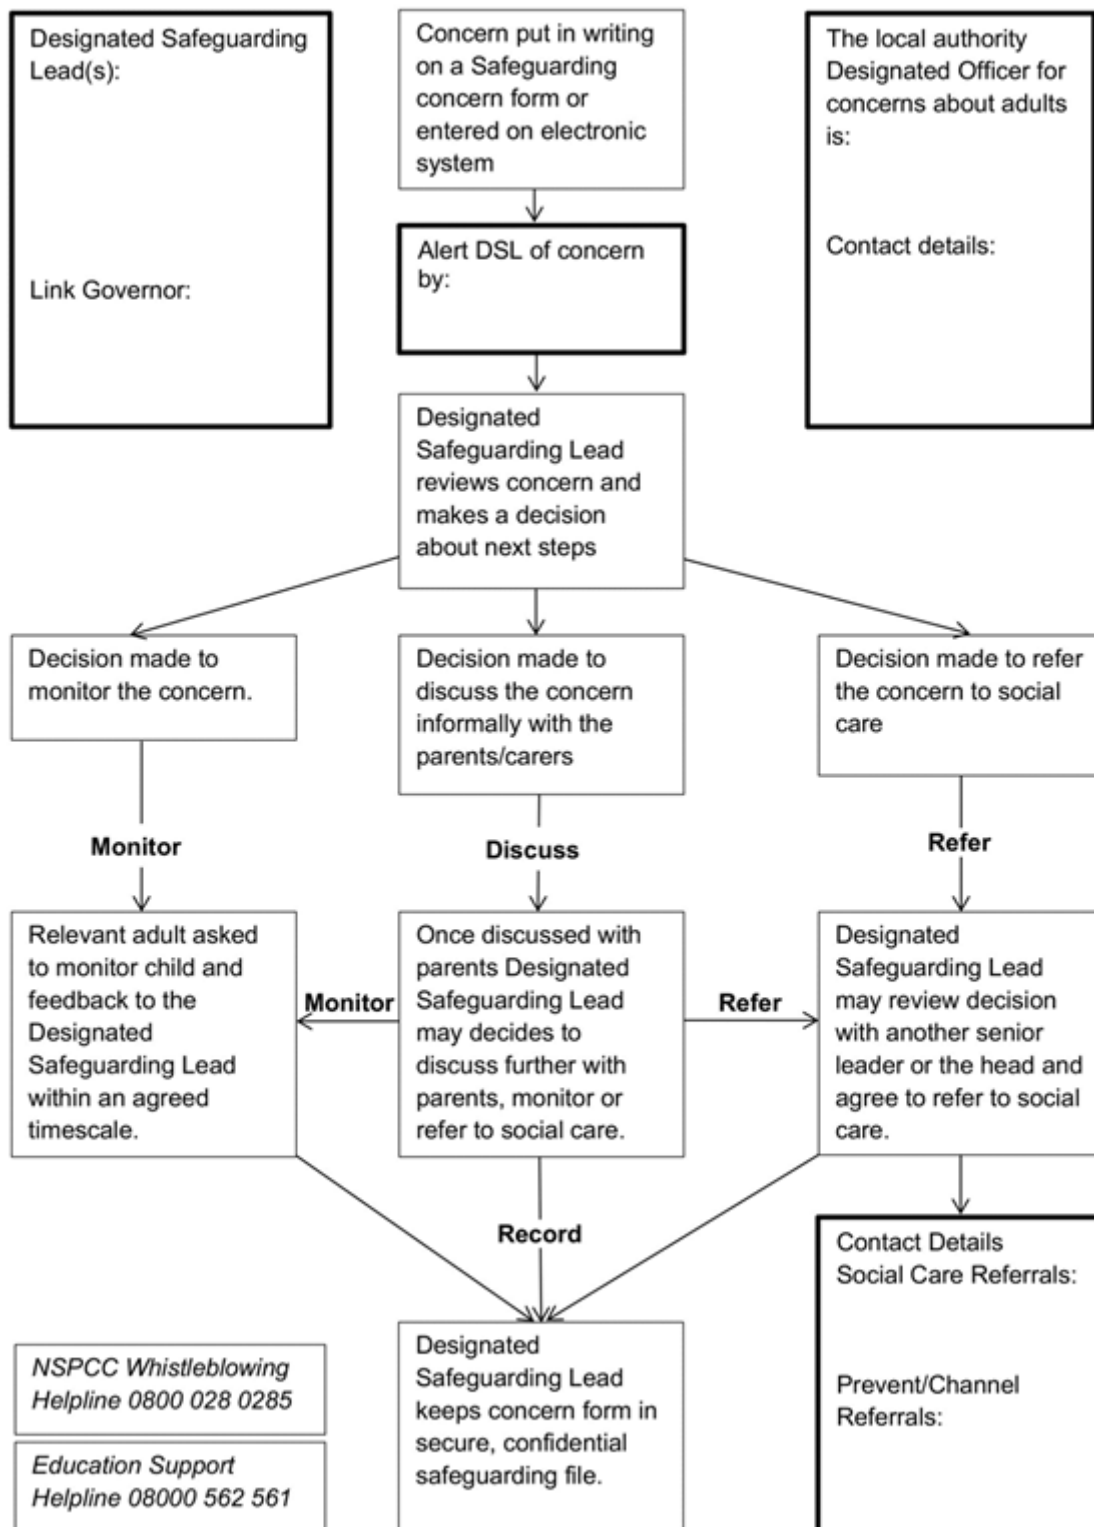 Designated Safeguarding
Lead(s):
Link Governor:
Concern put in writing
on a Safeguarding
concern form or
entered on electronic
system
The local authority
Designated Officer for
concerns about adults
is:
Contact details:
Alert DSL of concern
by:
Designated
Safeguarding Lead
reviews concern and
makes a decision
about next steps
Decision made to
monitor the concern.
Decision made to
discuss the concern
informally with the
parents/carers
Decision made to refer
the concern to social
care
Monitor
Discuss
Refer
Relevant adult asked
to monitor child and
feedback to the
Designated
Safeguarding Lead
within an agreed
timescale.
Monitor
Once discussed with
parents Designated
Safeguarding Lead
may decides to
discuss further with
parents, monitor or
refer to social care.
Refer
Designated
Safeguarding Lead
may review decision
with another senior
leader or the head and
agree to refer to social
care.
Record
Contact Details
Social Care Referrals:
Prevent/Channel
Referrals:
NSPCC Whistleblowing
Helpline 0800 028 0285
Education Support
Helpline 08000 562 561
Designated
Safeguarding Lead
keeps concern form in
secure, confidential
safeguarding file.